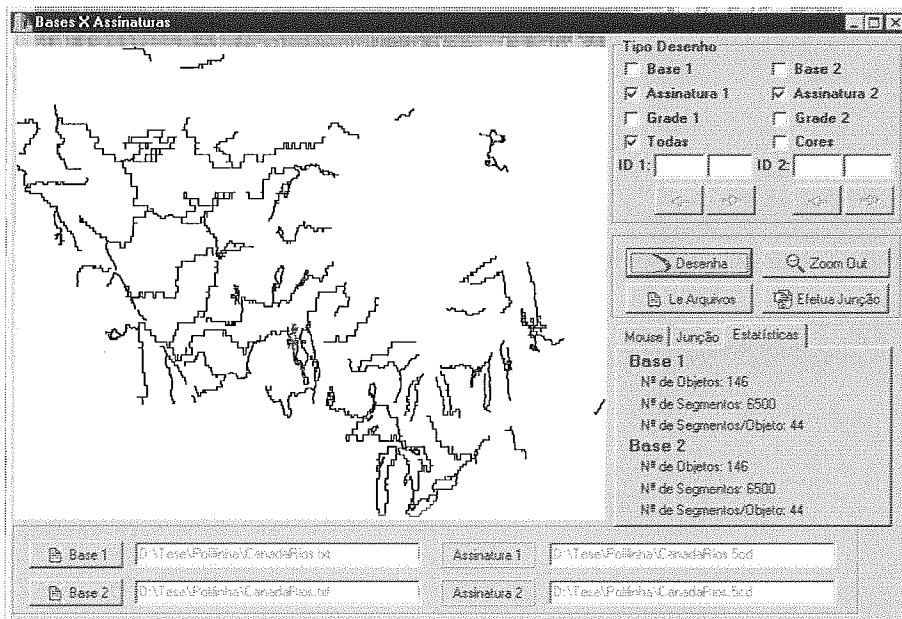 Bases X Assinaturas
Tipo Desenho
Base 1
Base 2
Assinatura 1
Assinatura 2
Grade 1
Grade 2
Todas
Cores
ID 1:
ID 2:
Desenha
Zoom Out
Le Arquivos
Efetua Junção
Mouse
Junção
Estatísticas
Base 1
Nº de Objetos: 146
Nº de Segmentos: 6500
Nº de Segmentos/Objeto: 44
Base 2
Nº de Objetos: 146
Nº de Segmentos: 6500
Nº de Segmentos/Objeto: 44
Base 1
D:\Tese\Polilinha\CanadaRios.txt
Assinatura 1
D:\Tese\Polilinha\CanadaRios.5cd
Base 2
D:\Tese\Polilinha\CanadaRios.txt
Assinatura 2
D:\Tese\Polilinha\CanadaRios.5cd